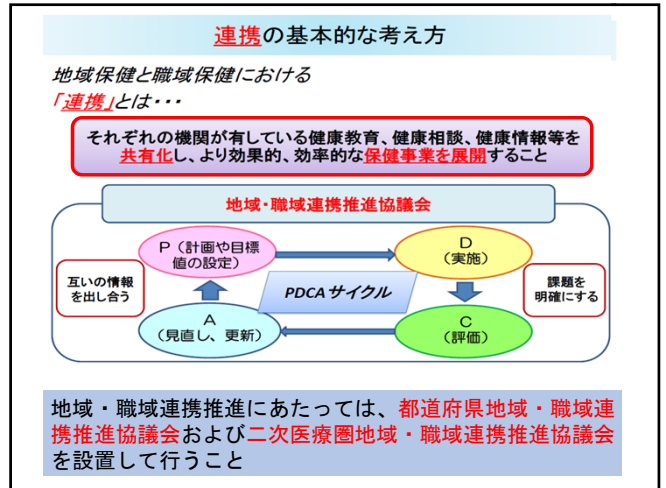 連携の基本的な考え方
地域保健と職域保健における
「連携」とは・・・
それぞれの機関が有している健康教育、健康相談、健康情報等を
共有化し、より効果的、効率的な保健事業を展開すること
地域・職域連携推進協議会
P（計画や目標
値の設定）
D
（実施）
互いの情報
を出し合う
PDCAサイクル
課題を
明確にする
A
（見直し、更新）
C
（評価）
地域・職域連携推進にあたっては、都道府県地域・職域連
携推進協議会および二次医療圏地域・職域連携推進協議会
を設置して行うこと